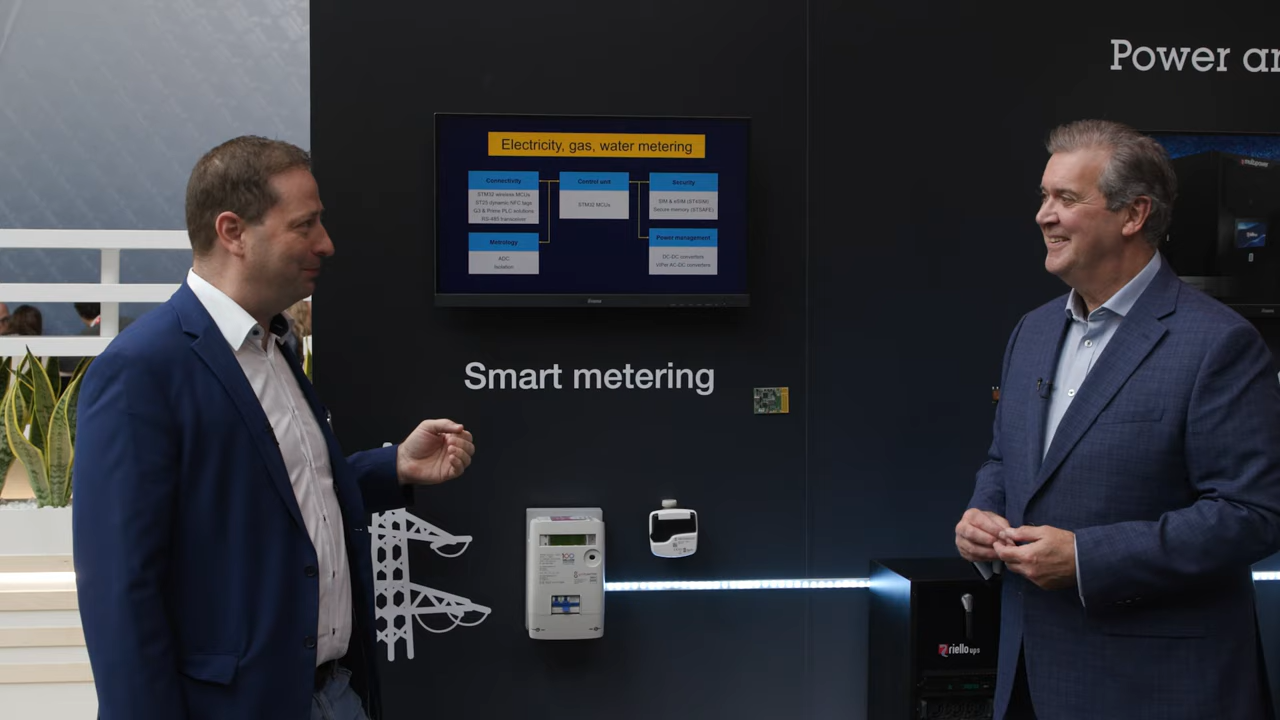 Power an
Electricity, gas, water metering
Connectivity
STM32 wireless MCUs
ST25 dynamic NFC tags
G3 & Prime PLC solutions
RS-485 transceiver
Control unit
STM32 MCUs
Security
SIM & eSIM (ST4SIM)
Secure memory (STSAFE)
Metrology
ADC
Isolation
Power management
DC-DC converters
ViPer AC-DC converters
Smart metering
100
riello ups